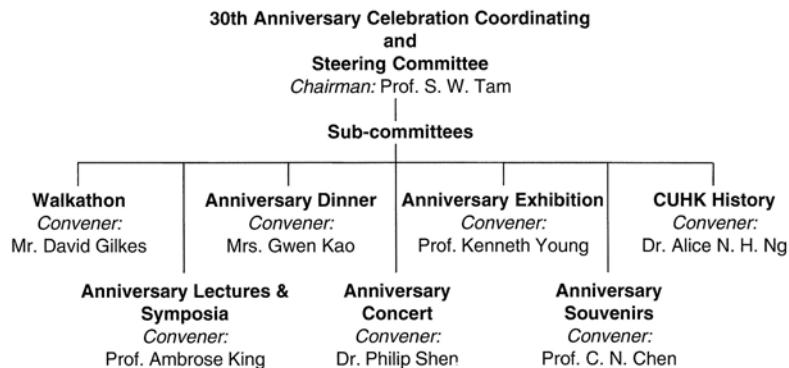 30th Anniversary Celebration Coordinating
and
Steering Committee
Chairman: Prof. S. W. Tam
Sub-committees
Walkathon
Convener:
Mr. David Gilkes
Anniversary Dinner
Convener:
Mrs. Gwen Kao
Anniversary Exhibition
Convener:
Prof. Kenneth Young
CUHK History
Convener:
Dr. Alice N. H. Ng
Anniversary Lectures &
Symposia
Convener:
Prof. Ambrose King
Anniversary
Concert
Convener:
Dr. Philip Shen
Anniversary
Souvenirs
Convener:
Prof. C. N. Chen